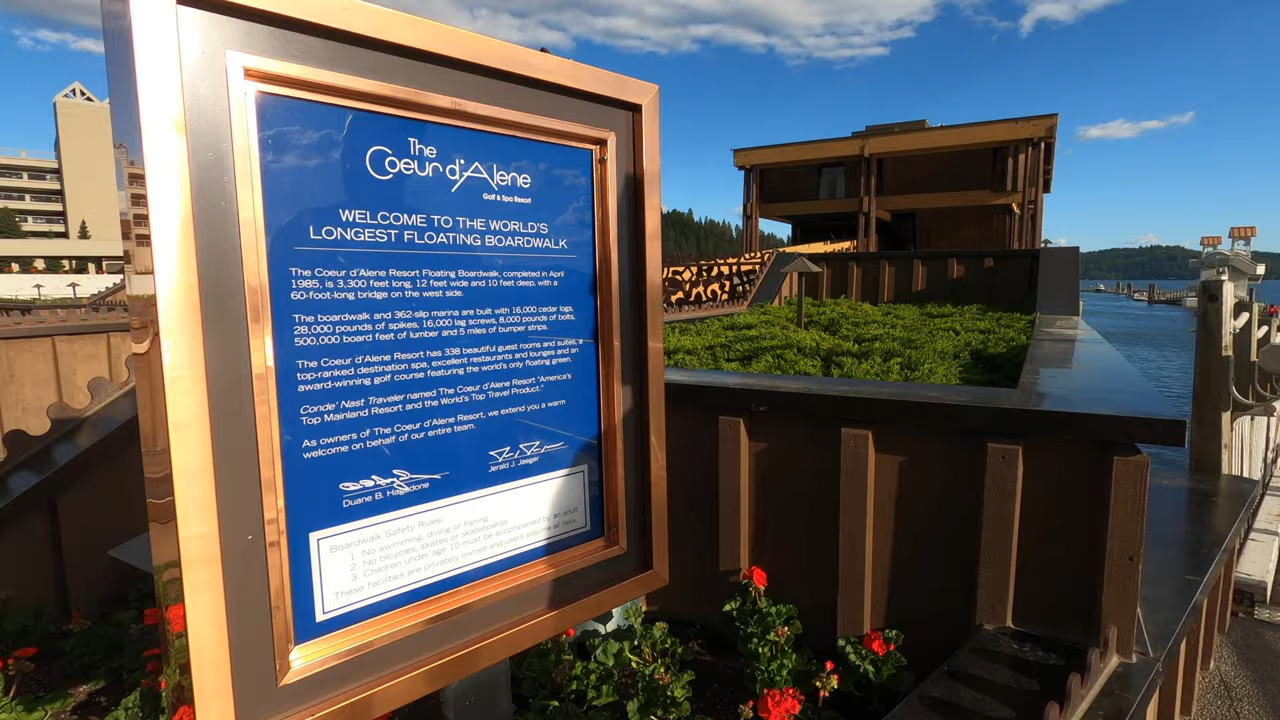 The
Coeur d'Alene
Golf & Spa Resort
WELCOME TO THE WORLD'S
LONGEST FLOATING BOARDWALK
The Coeur d'Alene Resort Floating Boardwalk, completed in April
1985, is 3,300 feet long, 12 feet wide and 10 feet deep, with a
60-foot-long bridge on the west side.
The boardwalk and 362-slip marina are built with 16,000 cedar logs,
28,000 pounds of spikes, 16,000 lag screws, 8,000 pounds of bolts,
500,000 board feet of lumber and 5 miles of bumper strips.
The Coeur d'Alene Resort has 338 beautiful guest rooms and suites, a
top-ranked destination spa, excellent restaurants and lounges and an
award-winning golf course featuring the world's only floating green.
Conde' Nast Traveler named The Coeur d'Alene Resort "America's
Top Mainland Resort and the World's Top Travel Product."
As owners of The Coeur d'Alene Resort, we extend you a warm
welcome on behalf of our entire team.
Duane B. Hagadone
Jerald J. Jaeger
Boardwalk Safety Rules:
1. No swimming, diving or fishing
2. No bicycles, skates or skateboards
3. Children under age 10 must be accompanied by an adult
These facilities are privately owned and users assume all risks.